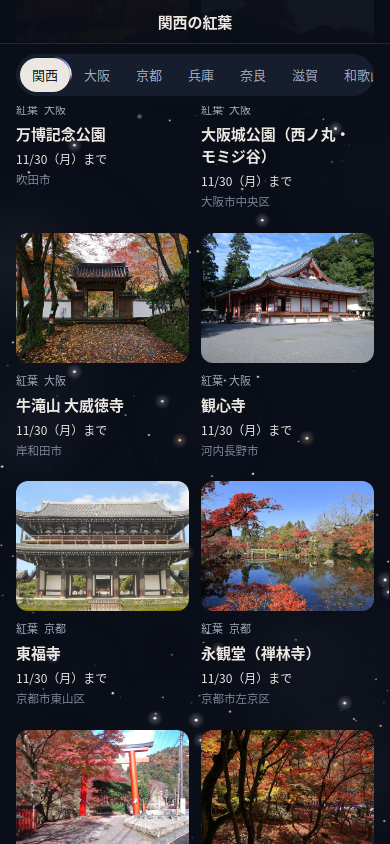 関西の紅葉
関西 大阪 京都 兵庫 奈良 滋賀
紅葉 大阪
万博記念公園
11/30（月）まで
吹田市
紅葉 大阪
大阪城公園（西ノ丸・
モミジ谷）
11/30（月）まで
大阪市中央区
紅葉 大阪
牛滝山 大威徳寺
11/30（月）まで
岸和田市
紅葉 大阪
観心寺
11/30（月）まで
河内長野市
紅葉 京都
東福寺
11/30（月）まで
京都市東山区
紅葉 京都
永観堂（禅林寺）
11/30（月）まで
京都市左京区